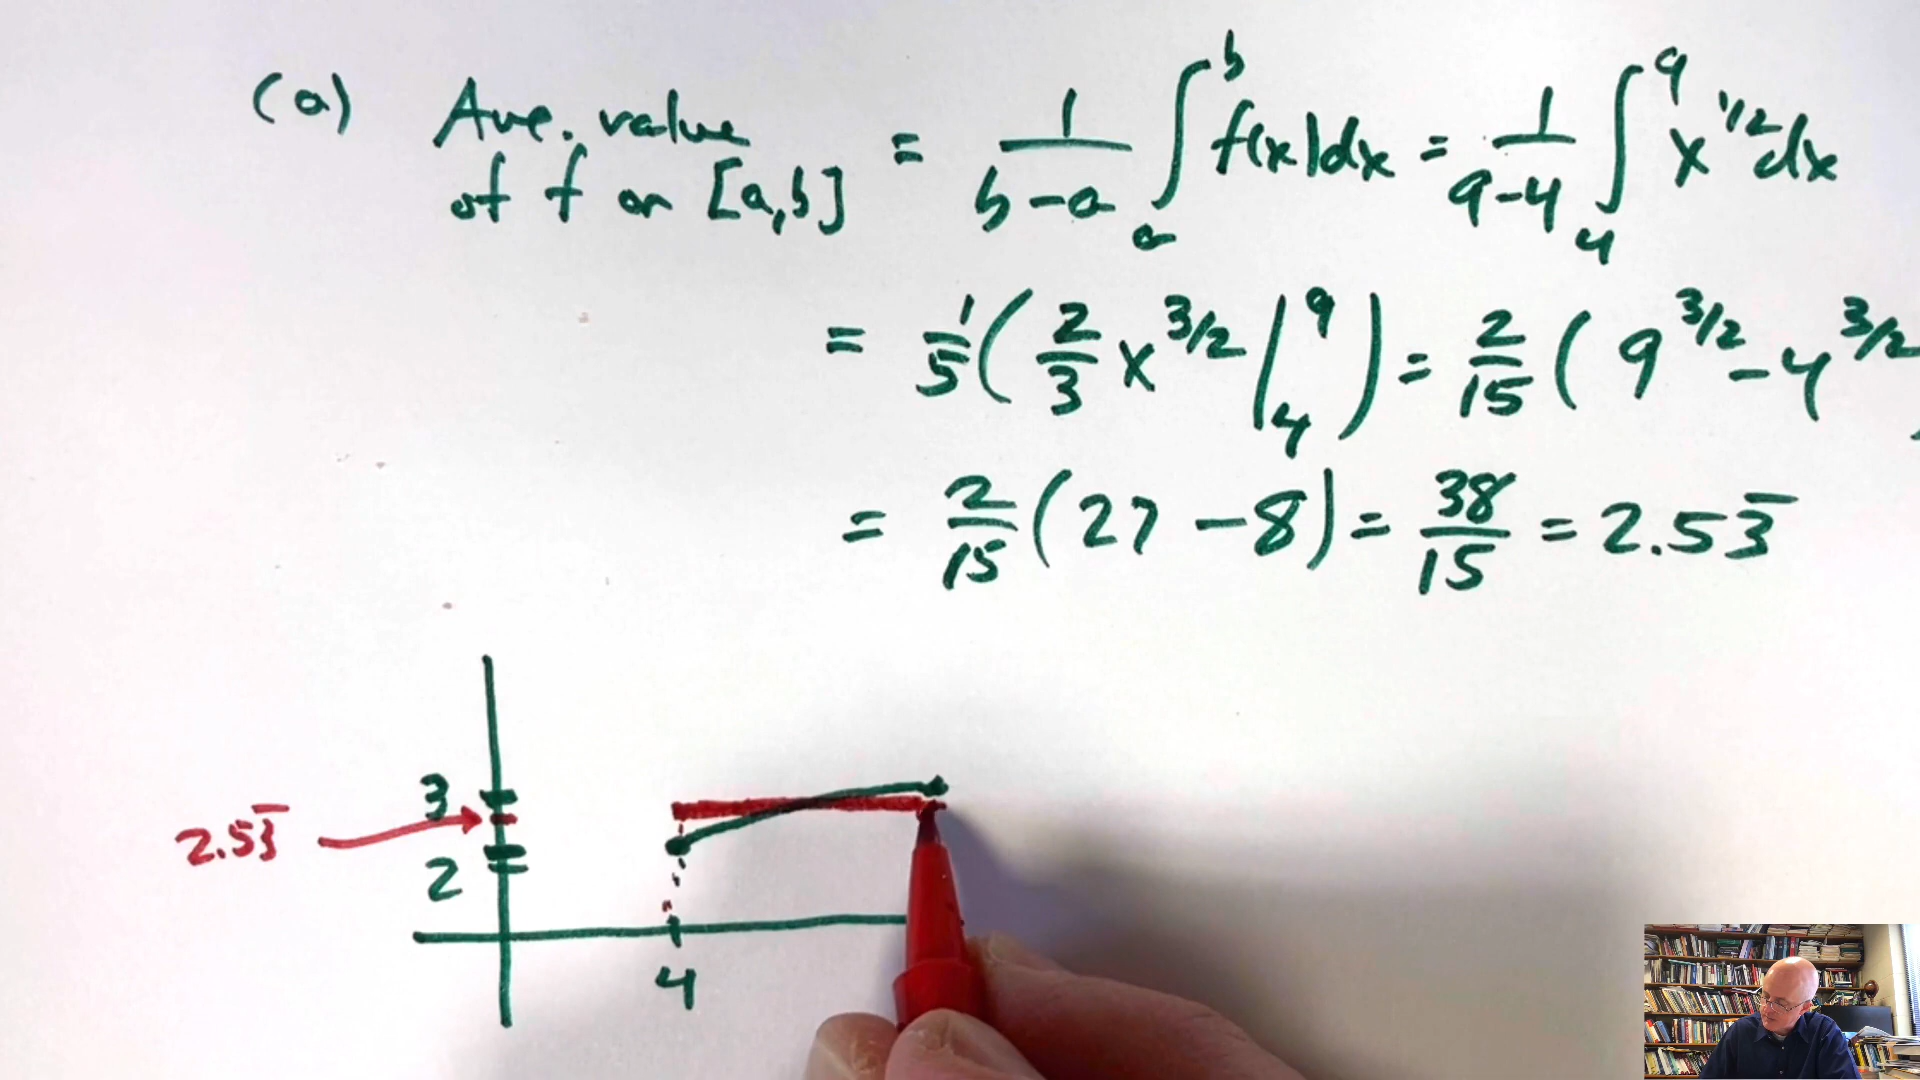 (a) Ave. value of f on [a,b] = 1/(b-a) ∫_a^b f(x)dx = 1/(9-4) ∫_4^9 x^{1/2} dx
= 1/5 ( 2/3 x^{3/2} |_4^9 ) = 2/15 ( 9^{3/2} - 4^{3/2}
= 2/15 (27 - 8) = 38/15 = 2.53̅
3
2.53̅
2
4